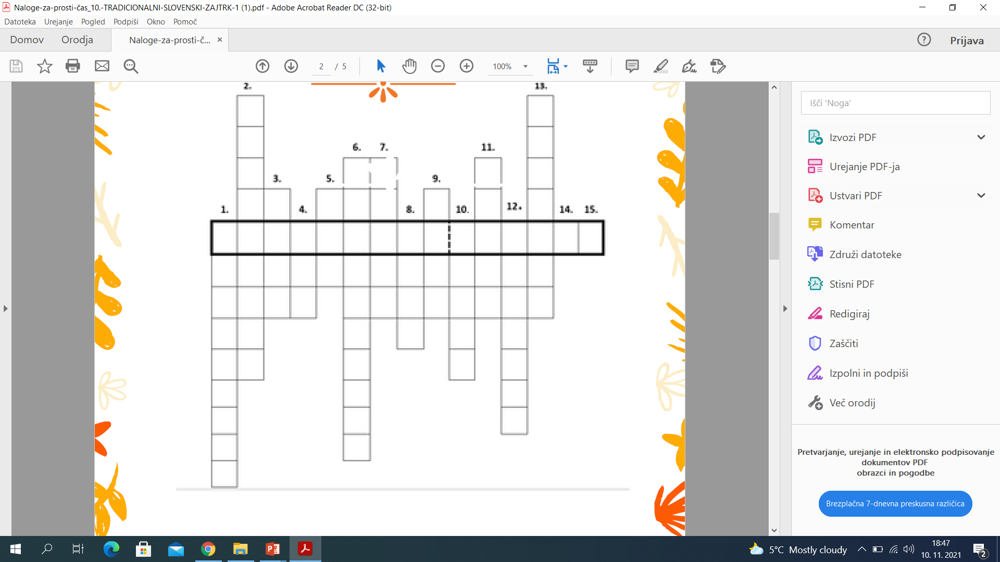 Naloge-za-prosti-čas_10.-TRADICIONALNI-SLOVENSKI-ZAJTRK-1 (1).pdf - Adobe Acrobat Reader DC (32-bit)
Datoteka Urejanje Pogled Podpiši Okno Pomoč
Domov Orodja Naloge-za-prosti-č... × ? Prijava
2 / 5 100%
2. 13.
6. 7. 11.
3. 5. 9.
1. 4. 8. 10. 12. 14. 15.
Išči 'Noga'
Izvozi PDF
Urejanje PDF-ja
Ustvari PDF
Komentar
Združi datoteke
Stisni PDF
Redigiraj
Zaščiti
Izpolni in podpiši
Več orodij
Pretvarjanje, urejanje in elektronsko podpisovanje
dokumentov PDF
obrazci in pogodbe
Brezplačna 7-dnevna preskusna različica
5°C Mostly cloudy
18:47
10. 11. 2021
2